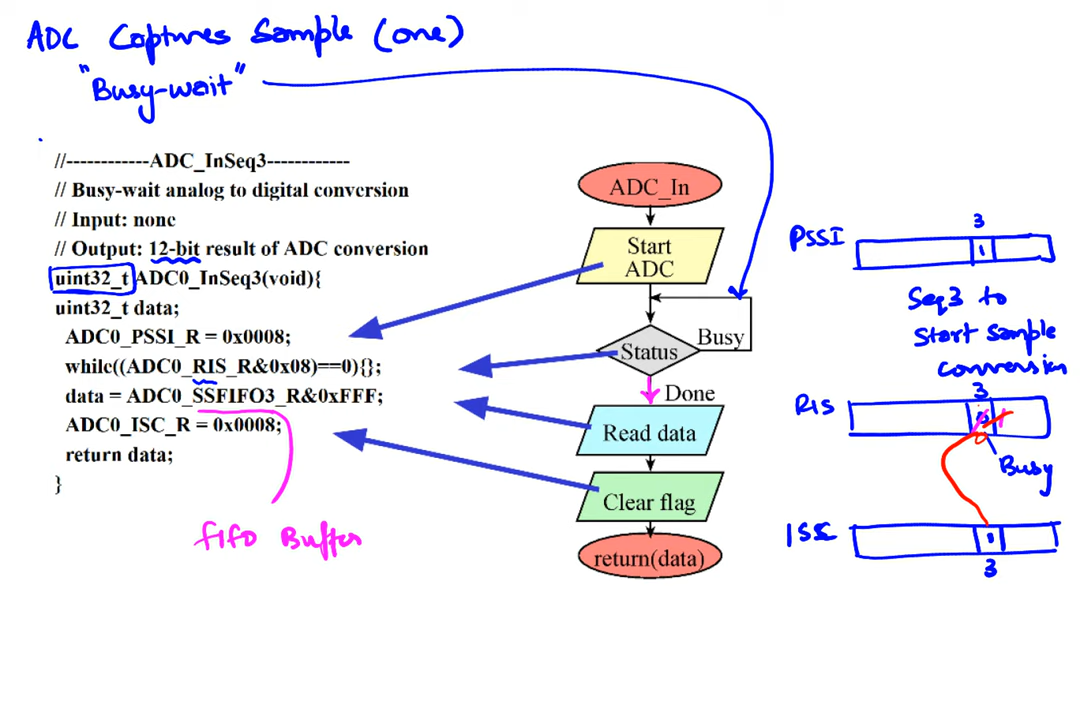 ADC Captures Sample (one)
"Busy-wait"
//------------ADC_InSeq3------------
// Busy-wait analog to digital conversion
// Input: none
// Output: 12-bit result of ADC conversion
uint32_t ADC0_InSeq3(void){
uint32_t data;
ADC0_PSSI_R = 0x0008;
while((ADC0_RIS_R&0x08)==0){};
data = ADC0_SSFIFO3_R&0xFFF;
ADC0_ISC_R = 0x0008;
return data;
}
fifo Buffer
ADC_In
Start
ADC
Status
Busy
Done
Read data
Clear flag
return(data)
PSSI
3
1
Seq3 to
Start Sample
conversion
3
RIS
0
Busy
ISC
1
3